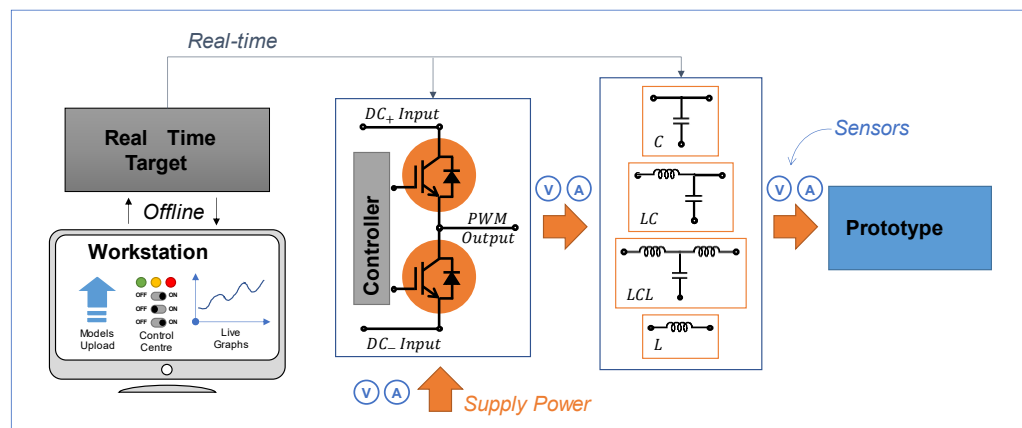 Real-time
Real Time
Target
Offline
Workstation
OFF ON
OFF ON
OFF ON
Models
Upload
Control
Centre
Live
Graphs
DC+ Input
Controller
PWM
Output
DC− Input
V A
Supply Power
V A
C
LC
LCL
L
Sensors
V A
Prototype